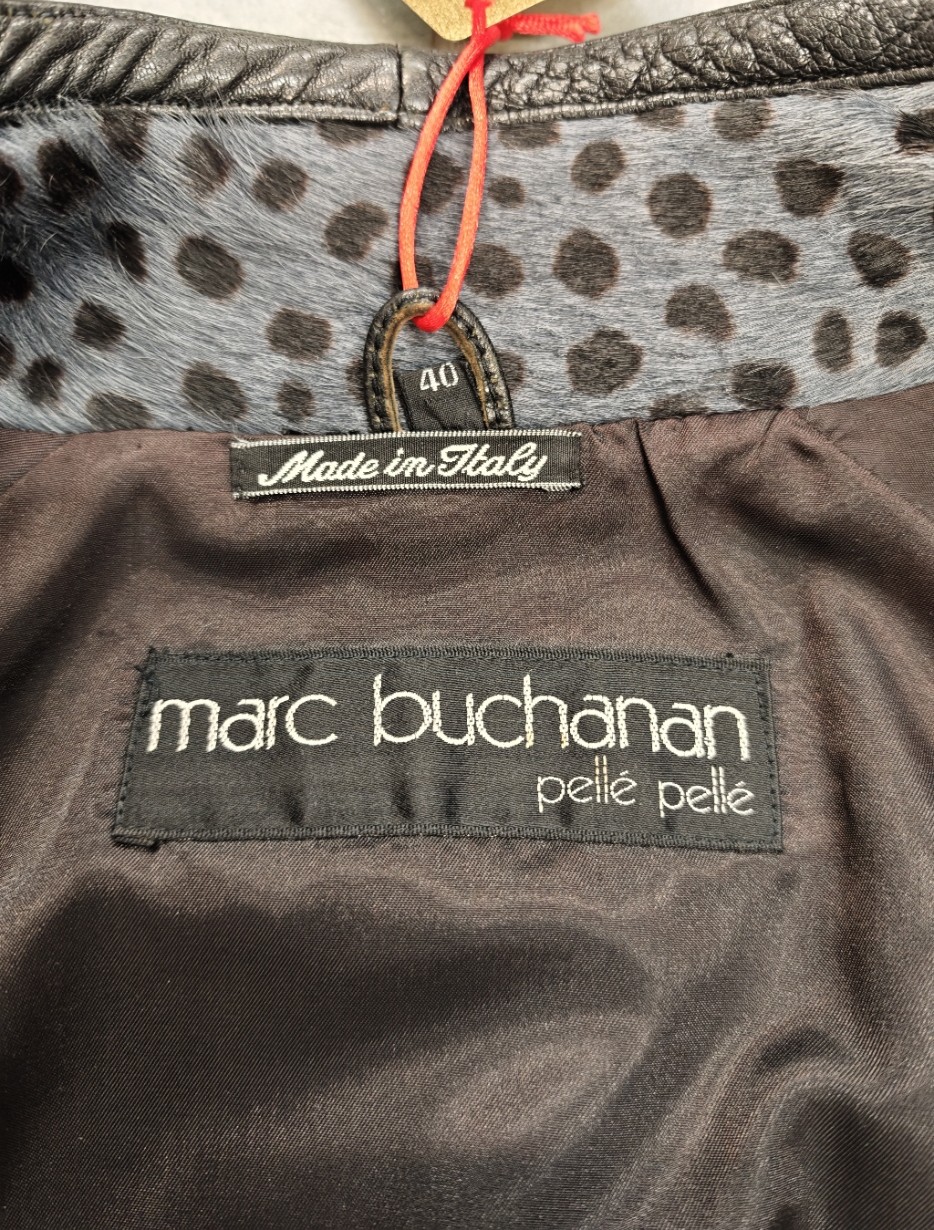 40
Made in Italy
marc buchanan
pellé pellé